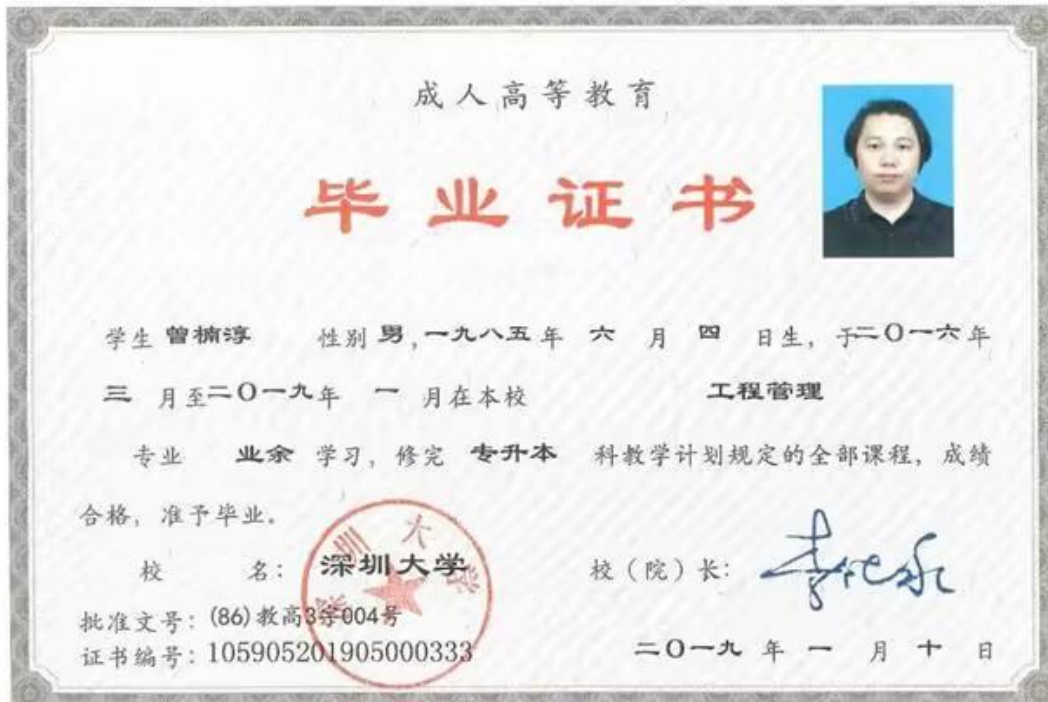 成人高等教育
毕业证书
学生 曾楠淳 性别 男,一九八五年 六 月 四 日生，于二〇一六年
三 月至二〇一九年 一 月在本校 工程管理
专业 业余 学习，修完 专升本 科教学计划规定的全部课程，成绩
合格，准予毕业。
校 名： 深圳大学 校（院）长：
深圳大学
批准文号：(86)教高3字004号
证书编号：105905201905000333 二〇一九 年 一 月 十 日